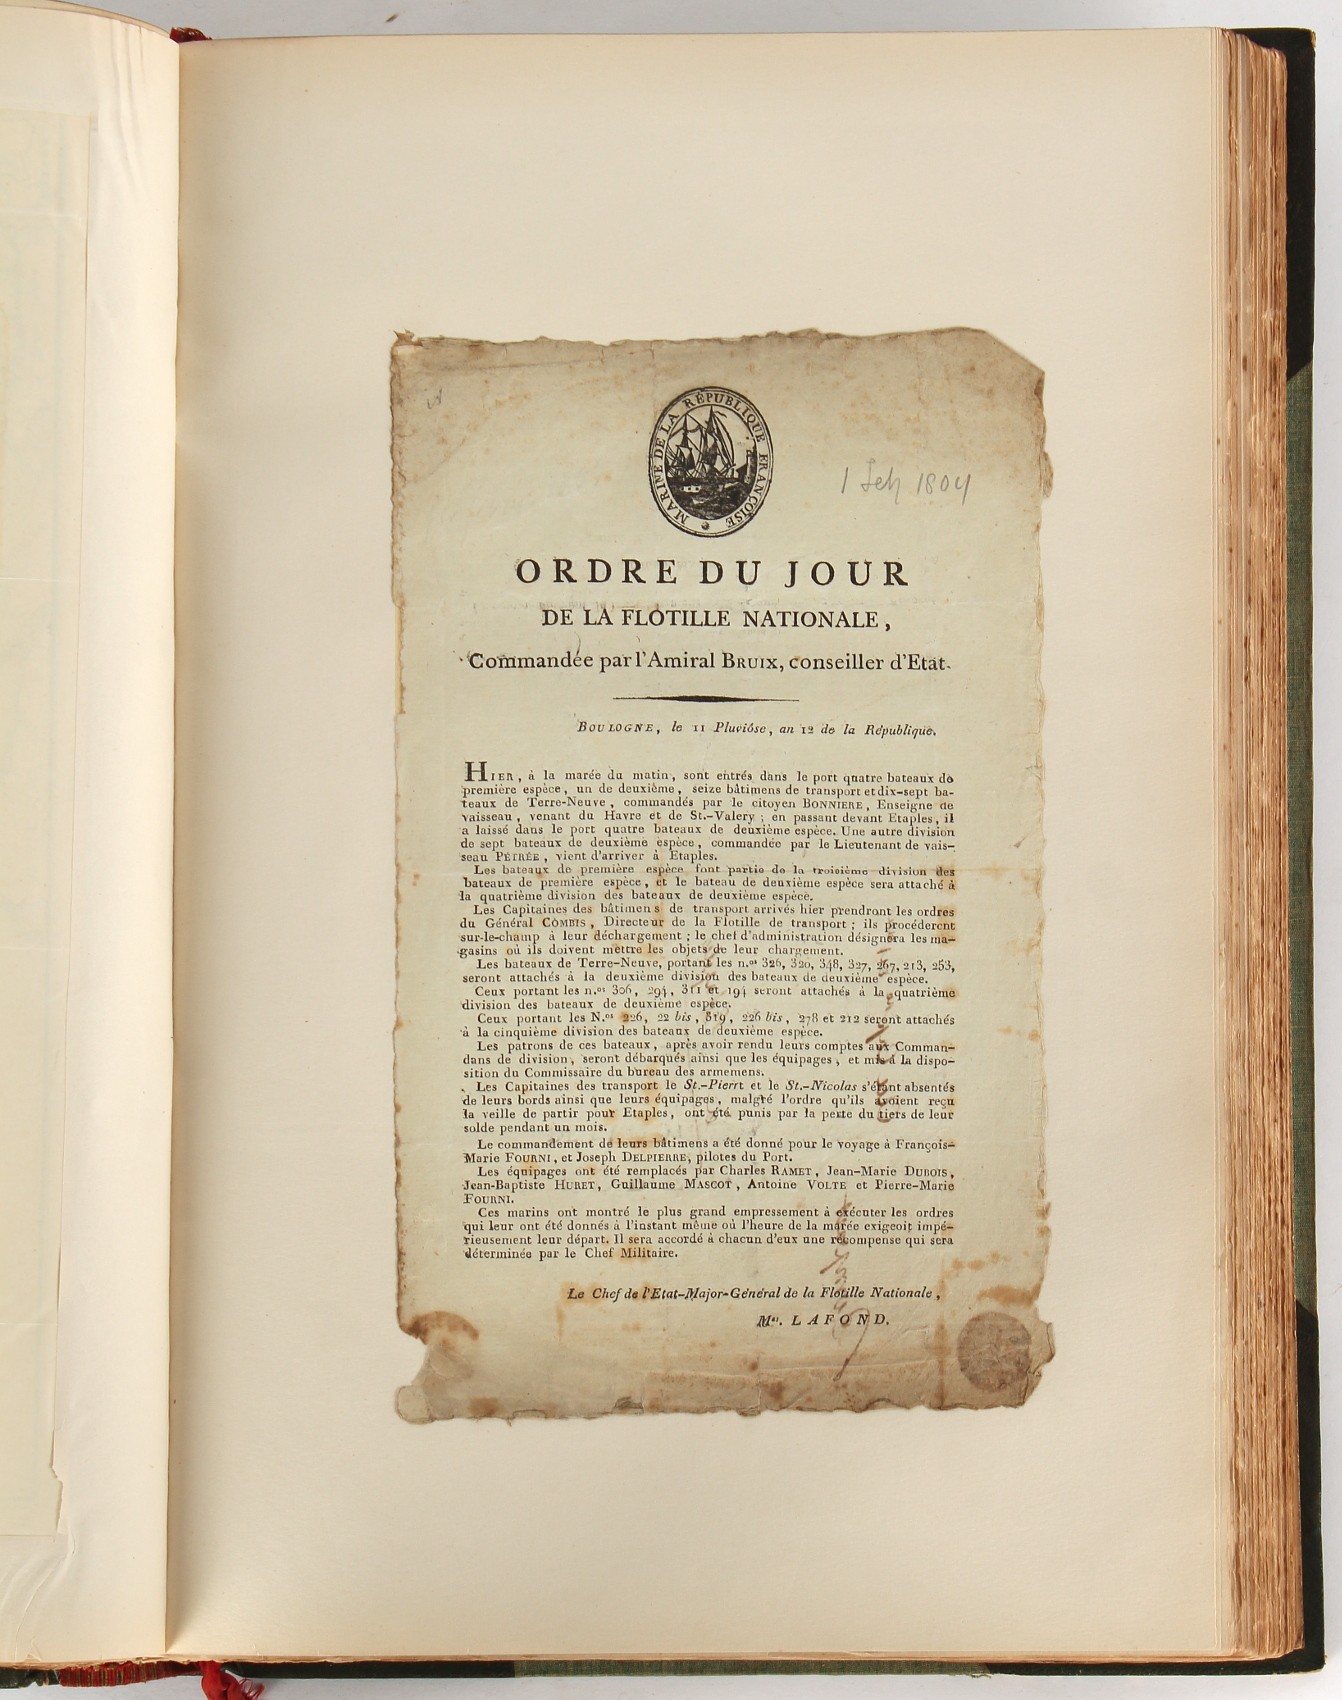 MARINE DE LA RÉPUBLIQUE FRANÇOISE
1 Feb 1804
ORDRE DU JOUR
DE LA FLOTILLE NATIONALE,
Commandée par l'Amiral BRUIX, conseiller d'Etat.
BOULOGNE, le 11 Pluviôse, an 12 de la République.
HIER, à la marée du matin, sont entrés dans le port quatre bateaux de
première espèce, un de deuxième, seize bâtimens de transport et dix-sept ba-
teaux de Terre-Neuve, commandés par le citoyen BONNIERE, Enseigne de
vaisseau, venant du Havre et de St.-Valery; en passant devant Etaples, il
a laissé dans le port quatre bateaux de deuxième espèce. Une autre division
de sept bateaux de deuxième espèce, commandée par le Lieutenant de vais-
seau PÉTRÉE, vient d'arriver à Etaples.
Les bateaux de première espèce font partie de la troisième division des
bateaux de première espèce, et le bateau de deuxième espèce sera attaché à
la quatrième division des bateaux de deuxième espèce.
Les Capitaines des bâtimens de transport arrivés hier prendront les ordres
du Général COMBIS, Directeur de la Flotille de transport; ils procéderont
sur-le-champ à leur déchargement; le chef d'administration désignera les ma-
gasins où ils doivent mettre les objets de leur chargement.
Les bateaux de Terre-Neuve, portant les n.os 326, 320, 348, 327, 267, 213, 253,
seront attachés à la deuxième division des bateaux de deuxième espèce.
Ceux portant les n.os 306, 294, 311 et 194 seront attachés à la quatrième
division des bateaux de deuxième espèce.
Ceux portant les N.os 226, 22 bis, 319, 226 bis, 278 et 212 seront attachés
à la cinquième division des bateaux de deuxième espèce.
Les patrons de ces bateaux, après avoir rendu leurs comptes aux Comman-
dans de division, seront débarqués ainsi que les équipages, et mis à la dispo-
sition du Commissaire du bureau des armemens.
Les Capitaines des transport le St.-Pierrt et le St.-Nicolas s'étant absentés
de leurs bords ainsi que leurs équipages, malgré l'ordre qu'ils avoient reçu
la veille de partir pour Etaples, ont été punis par la perte du tiers de leur
solde pendant un mois.
Le commandement de leurs bâtimens a été donné pour le voyage à François-
Marie FOURNI, et Joseph DELPIERRE, pilotes du Port.
Les équipages ont été remplacés par Charles RAMET, Jean-Marie DUBOIS,
Jean-Baptiste HURET, Guillaume MASCOT, Antoine VOLTE et Pierre-Marie
FOURNI.
Ces marins ont montré le plus grand empressement à exécuter les ordres
qui leur ont été donnés à l'instant même où l'heure de la marée exigeoit impé-
rieusement leur départ. Il sera accordé à chacun d'eux une récompense qui sera
déterminée par le Chef Militaire.
Le Chef de l'Etat-Major-Général de la Flotille Nationale,
Mes. LAFOND.